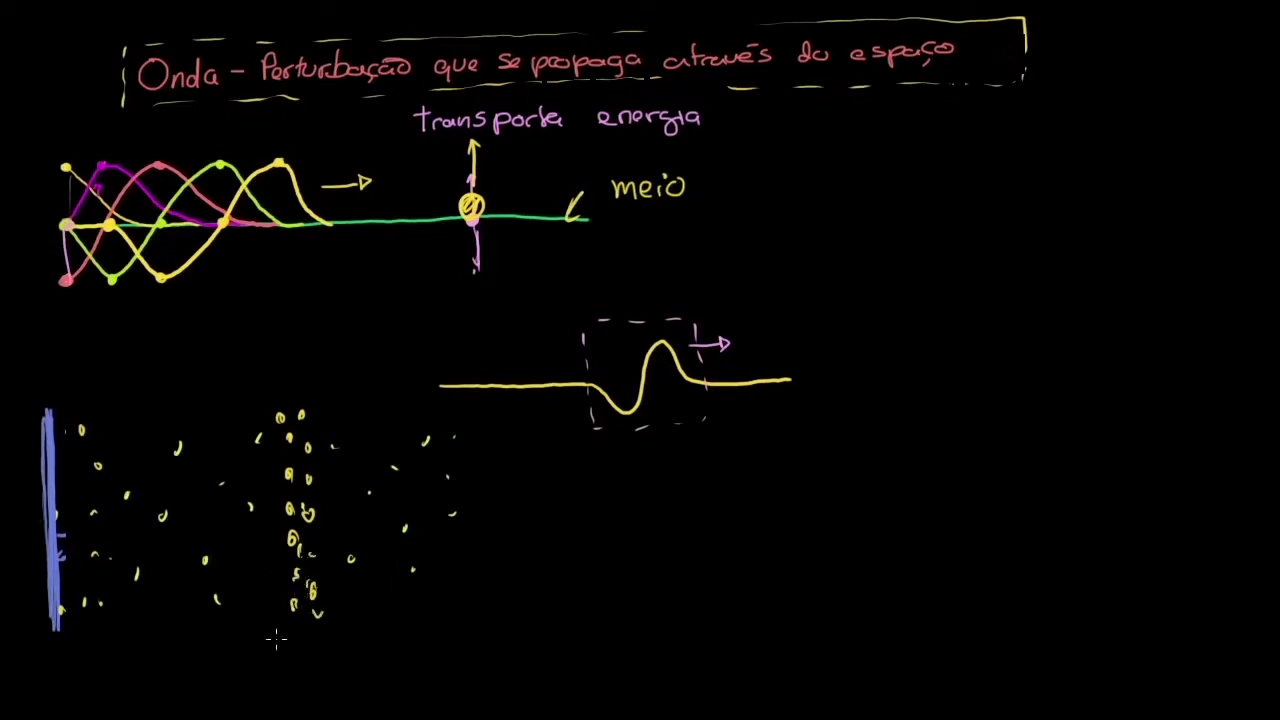 Onda - Perturbação que se propaga através do espaço
transporta energia
meio